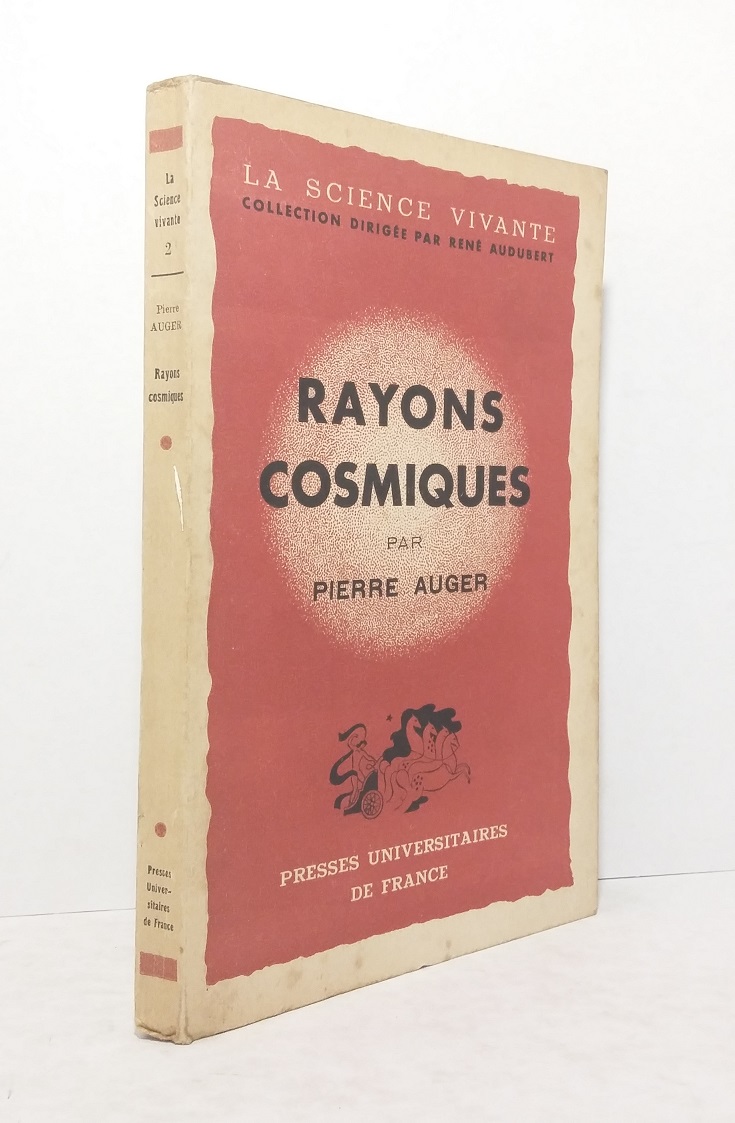 La
Science
vivante
2
Pierre
AUGER
Rayons
cosmiques
Presses
Univer-
sitaires
de France
LA SCIENCE VIVANTE
COLLECTION DIRIGÉE PAR RENÉ AUDUBERT
RAYONS
COSMIQUES
PAR
PIERRE AUGER
PRESSES UNIVERSITAIRES
DE FRANCE